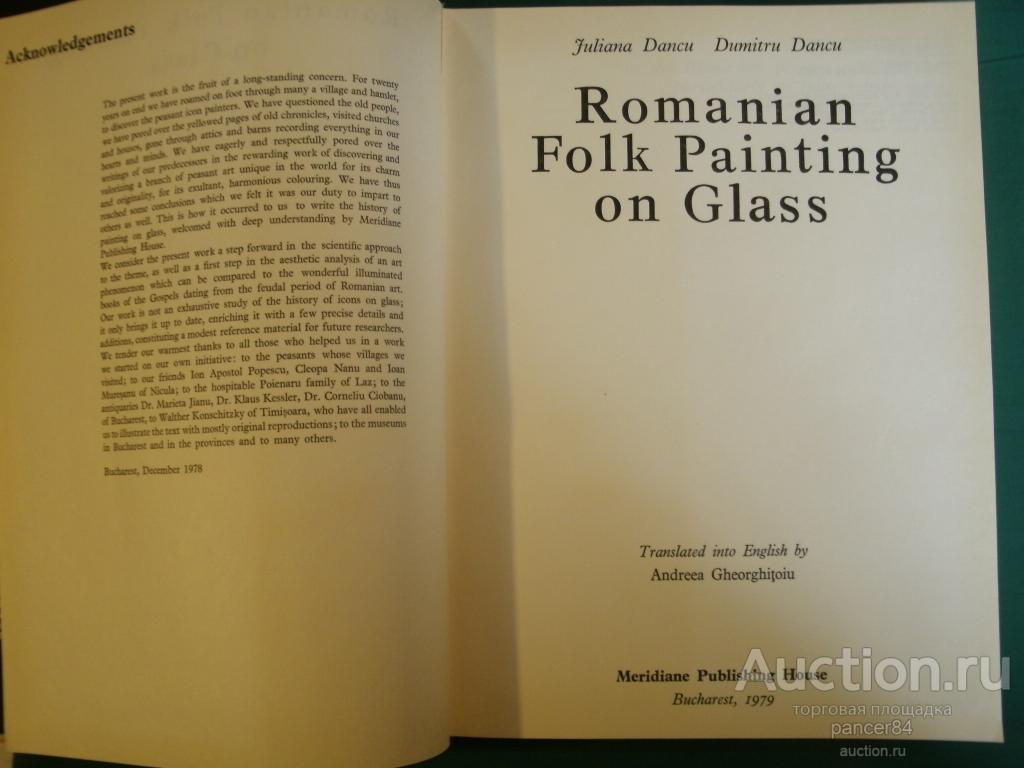 Acknowledgements
The present work is the fruit of a long-standing concern. For twenty
years on end we have roamed on foot through many a village and hamlet,
to discover the peasant icon painters. We have questioned the old people,
we have pored over the yellowed pages of old chronicles, visited churches
and houses, gone through attics and barns recording everything in our
hearts and minds. We have eagerly and respectfully pored over the
writings of our predecessors in the rewarding work of discovering and
valorizing a branch of peasant art unique in the world for its charm
and originality, for its exultant, harmonious colouring. We have thus
reached some conclusions which we felt it was our duty to impart to
others as well. This is how it occurred to us to write the history of
painting on glass, welcomed with deep understanding by Meridiane
Publishing House.
We consider the present work a step forward in the scientific approach
to the theme, as well as a first step in the aesthetic analysis of an art
phenomenon which can be compared to the wonderful illuminated
books of the Gospels dating from the feudal period of Romanian art.
Our work is not an exhaustive study of the history of icons on glass;
it only brings it up to date, enriching it with a few precise details and
additions, constituting a modest reference material for future researchers.
We tender our warmest thanks to all those who helped us in a work
we started on our own initiative: to the peasants whose villages we
visited; to our friends Ion Apostol Popescu, Cleopa Nanu and Ioan
Mureşanu of Nicula; to the hospitable Poienaru family of Laz; to the
antiquaries Dr. Marieta Jianu, Dr. Klaus Kessler, Dr. Corneliu Ciobanu,
of Bucharest, to Walther Konschitzky of Timişoara, who have all enabled
us to illustrate the text with mostly original reproductions; to the museums
in Bucharest and in the provinces and to many others.
Bucharest, December 1978
Juliana Dancu Dumitru Dancu
Romanian
Folk Painting
on Glass
Translated into English by
Andreea Gheorghiţoiu
Meridiane Publishing House
Bucharest, 1979
Auction.ru
торговая площадка
pancer84
auction.ru